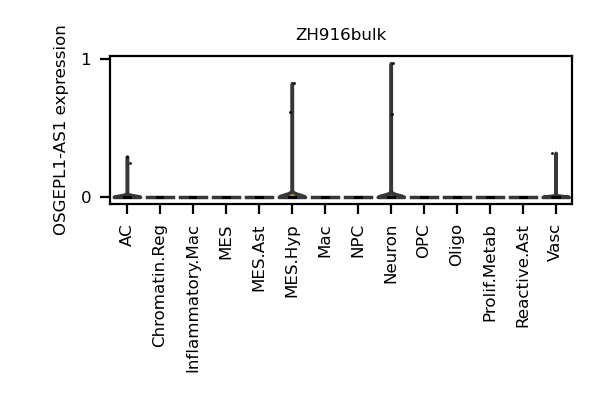 ZH916bulk
OSGEPL1-AS1 expression
1
0
AC
Chromatin.Reg
Inflammatory.Mac
MES
MES.Ast
MES.Hyp
Mac
NPC
Neuron
OPC
Oligo
Prolif.Metab
Reactive.Ast
Vasc